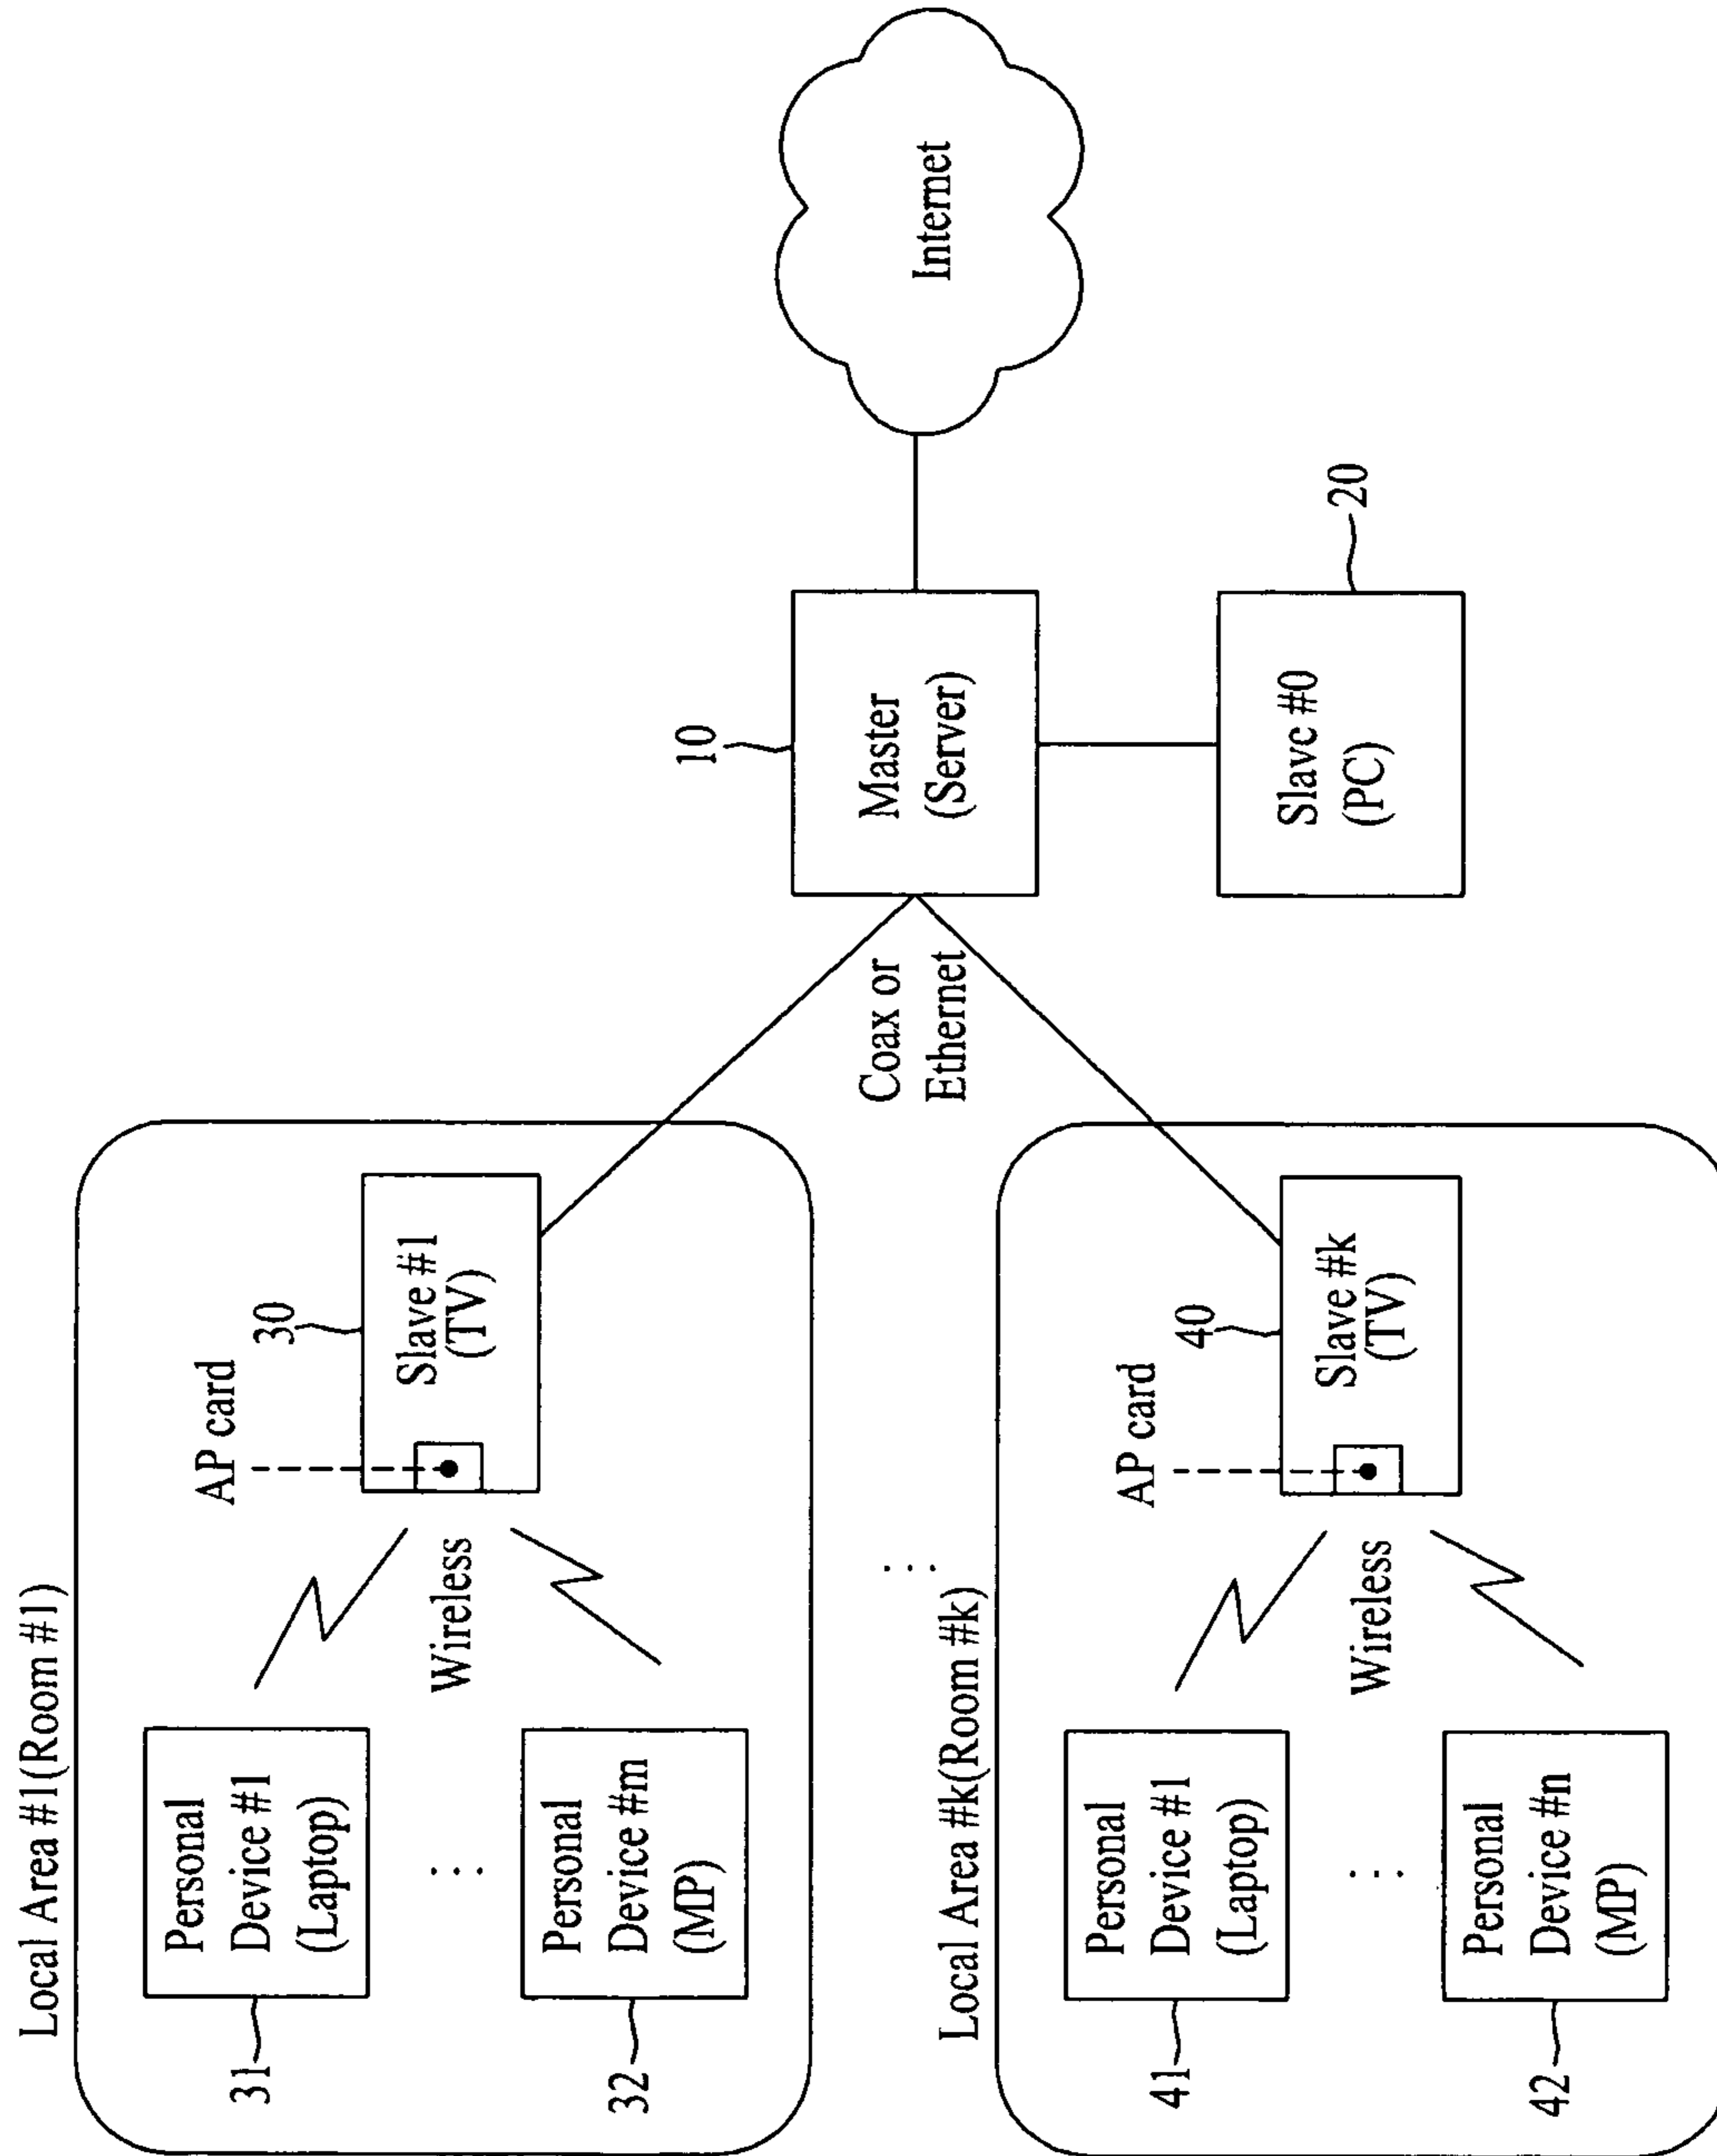 Local Area #1(Room #1)
31
Personal
Device #1
(Laptop)
⋮
32
Personal
Device #m
(MP)
Wireless
AP card
30
Slave #1
(TV)
⋮
Local Area #k(Room #k)
41
Personal
Device #1
(Laptop)
⋮
42
Personal
Device #n
(MP)
Wireless
AP card
40
Slave #k
(TV)
Coax or
Ethernet
10
Master
(Server)
Slave #0
(PC)
20
Internet